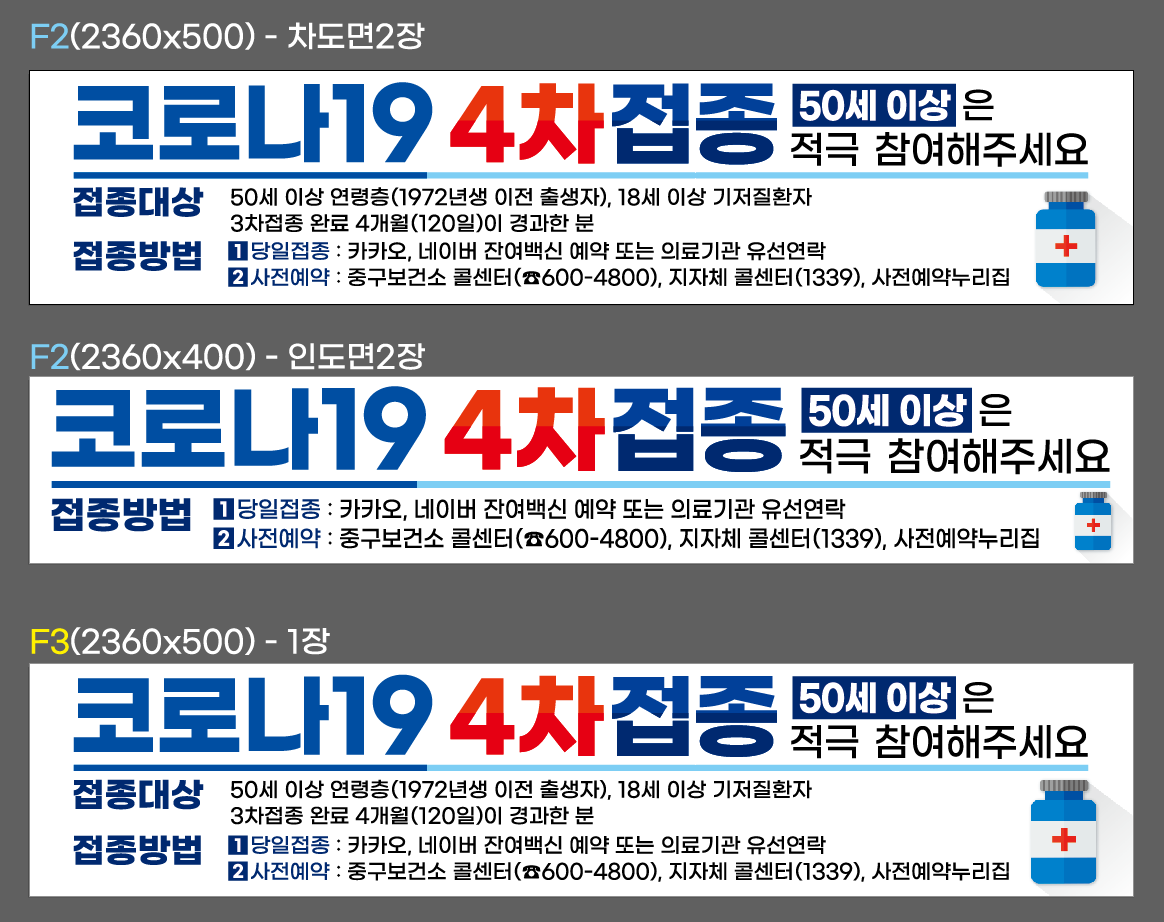 F2(2360x500) - 차도면2장
코로나19 4차접종 50세 이상은
적극 참여해주세요
접종대상 50세 이상 연령층(1972년생 이전 출생자), 18세 이상 기저질환자
3차접종 완료 4개월(120일)이 경과한 분
접종방법 1 당일접종 : 카카오, 네이버 잔여백신 예약 또는 의료기관 유선연락
2 사전예약 : 중구보건소 콜센터(☎600-4800), 지자체 콜센터(1339), 사전예약누리집
F2(2360x400) - 인도면2장
코로나19 4차접종 50세 이상은
적극 참여해주세요
접종방법 1 당일접종 : 카카오, 네이버 잔여백신 예약 또는 의료기관 유선연락
2 사전예약 : 중구보건소 콜센터(☎600-4800), 지자체 콜센터(1339), 사전예약누리집
F3(2360x500) - 1장
코로나19 4차접종 50세 이상은
적극 참여해주세요
접종대상 50세 이상 연령층(1972년생 이전 출생자), 18세 이상 기저질환자
3차접종 완료 4개월(120일)이 경과한 분
접종방법 1 당일접종 : 카카오, 네이버 잔여백신 예약 또는 의료기관 유선연락
2 사전예약 : 중구보건소 콜센터(☎600-4800), 지자체 콜센터(1339), 사전예약누리집